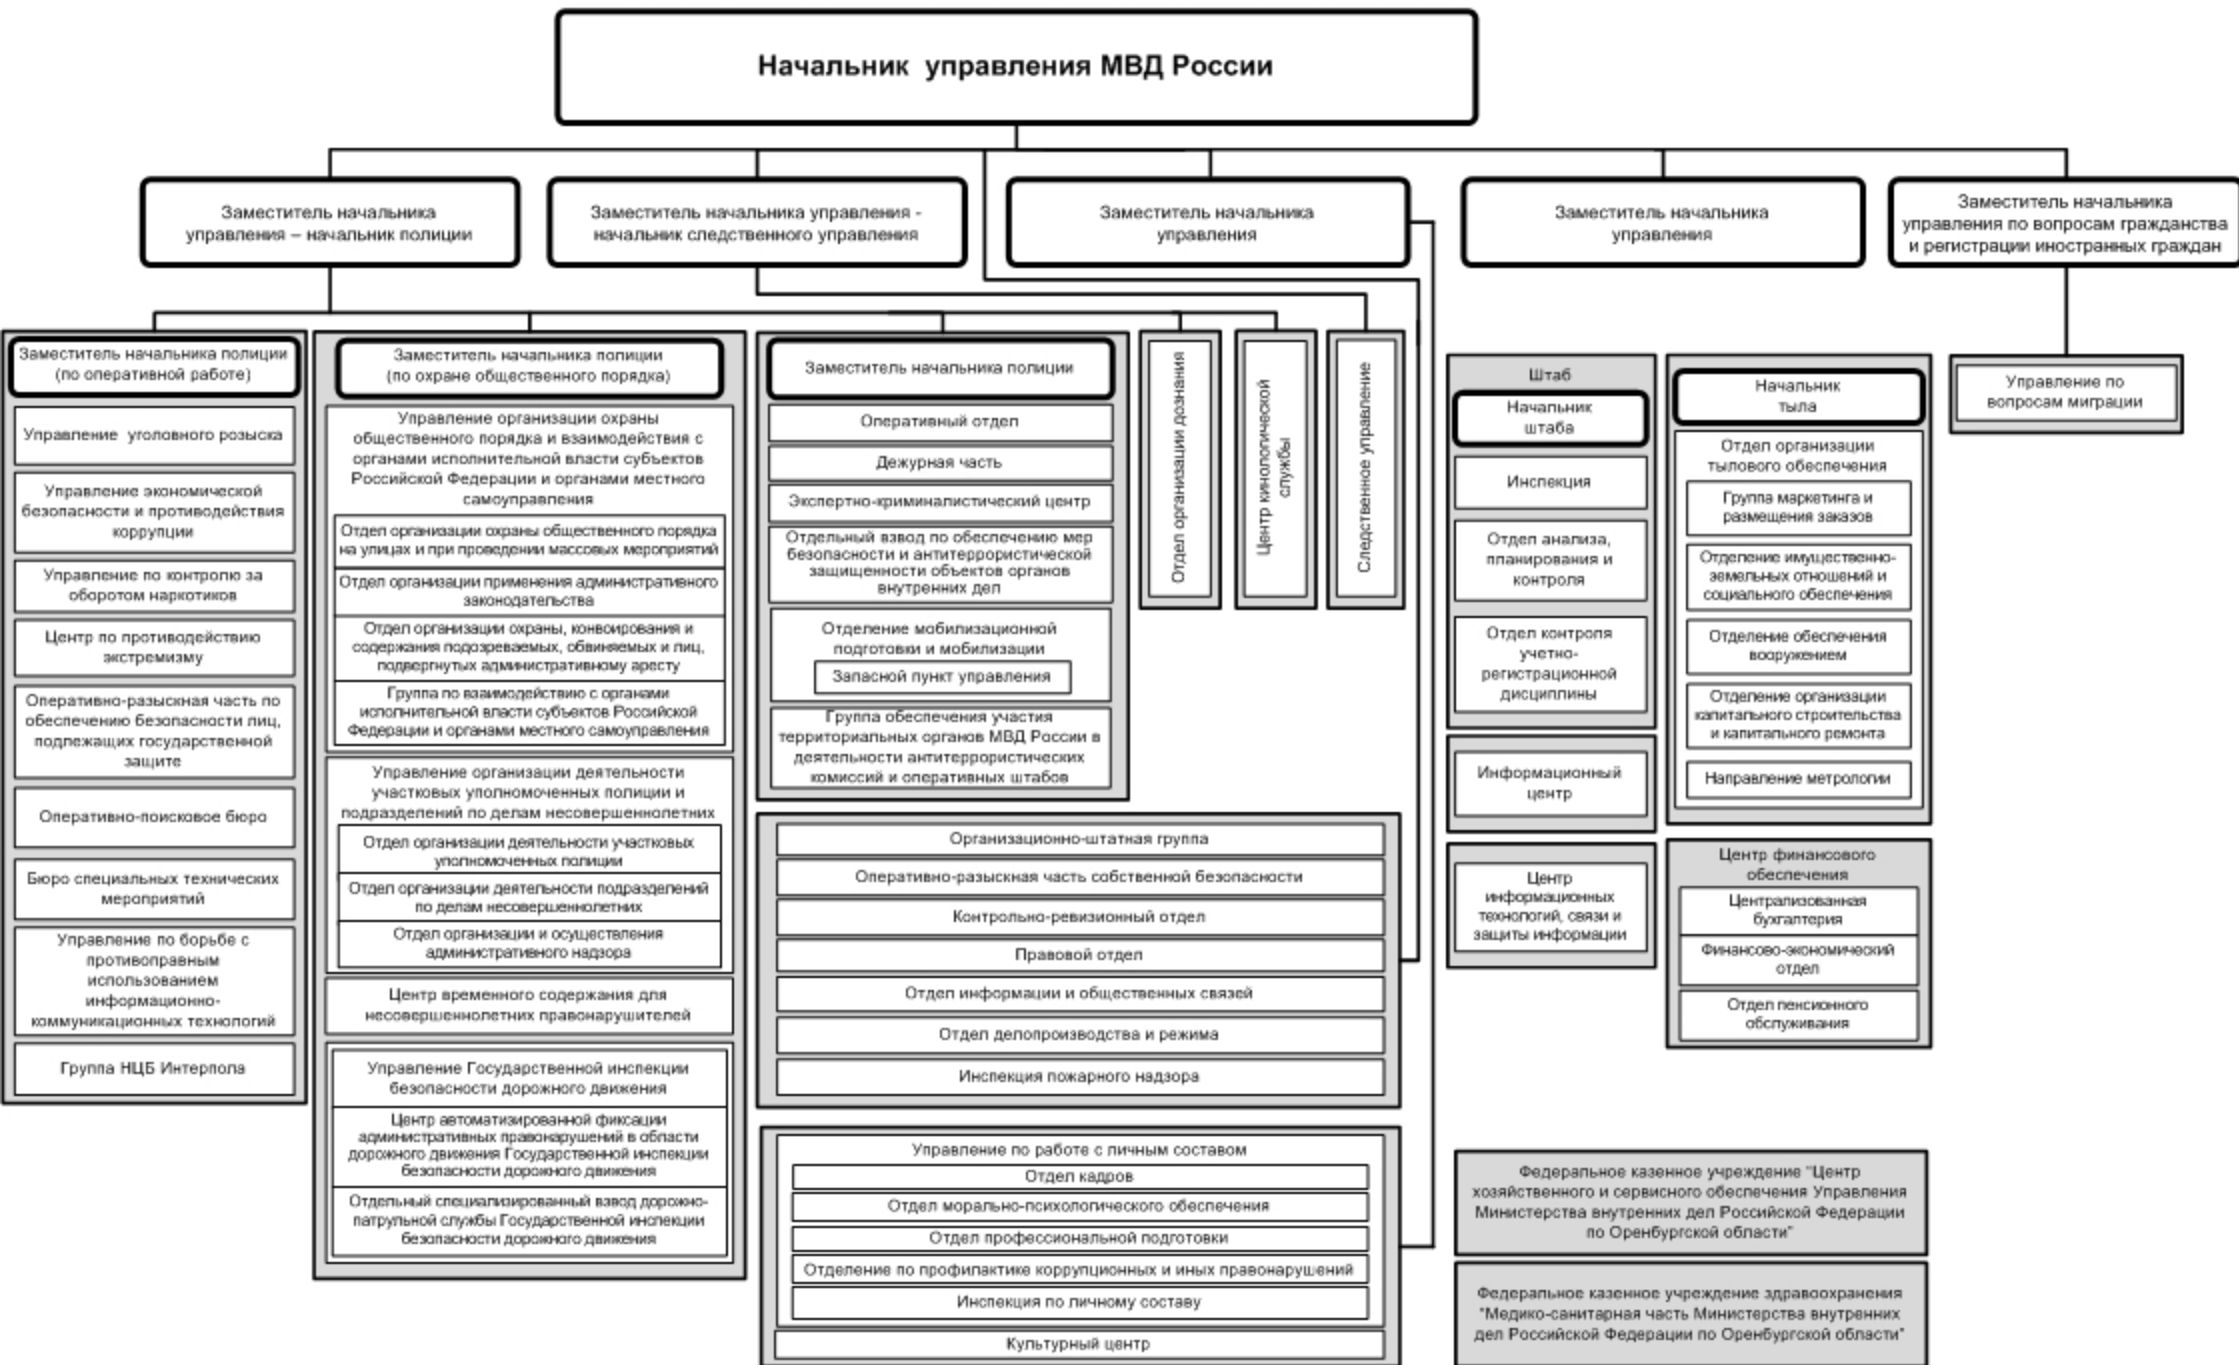 Начальник управления МВД России
Заместитель начальника
управления – начальник полиции
Заместитель начальника управления -
начальник следственного управления
Заместитель начальника
управления
Заместитель начальника
управления
Заместитель начальника
управления по вопросам гражданства
и регистрации иностранных граждан
Заместитель начальника полиции
(по оперативной работе)
Управление уголовного розыска
Управление экономической
безопасности и противодействия
коррупции
Управление по контролю за
оборотом наркотиков
Центр по противодействию
экстремизму
Оперативно-разыскная часть по
обеспечению безопасности лиц,
подлежащих государственной
защите
Оперативно-поисковое бюро
Бюро специальных технических
мероприятий
Управление по борьбе с
противоправным
использованием
информационно-
коммуникационных технологий
Группа НЦБ Интерпола
Заместитель начальника полиции
(по охране общественного порядка)
Управление организации охраны
общественного порядка и взаимодействия с
органами исполнительной власти субъектов
Российской Федерации и органами местного
самоуправления
Отдел организации охраны общественного порядка
на улицах и при проведении массовых мероприятий
Отдел организации применения административного
законодательства
Отдел организации охраны, конвоирования и
содержания подозреваемых, обвиняемых и лиц,
подвергнутых административному аресту
Группа по взаимодействию с органами
исполнительной власти субъектов Российской
Федерации и органами местного самоуправления
Управление организации деятельности
участковых уполномоченных полиции и
подразделений по делам несовершеннолетних
Отдел организации деятельности участковых
уполномоченных полиции
Отдел организации деятельности подразделений
по делам несовершеннолетних
Отдел организации и осуществления
административного надзора
Центр временного содержания для
несовершеннолетних правонарушителей
Управление Государственной инспекции
безопасности дорожного движения
Центр автоматизированной фиксации
административных правонарушений в области
дорожного движения Государственной инспекции
безопасности дорожного движения
Отдельный специализированный взвод дорожно-
патрульной службы Государственной инспекции
безопасности дорожного движения
Заместитель начальника полиции
Оперативный отдел
Дежурная часть
Экспертно-криминалистический центр
Отдельный взвод по обеспечению мер
безопасности и антитеррористической
защищенности объектов органов
внутренних дел
Отделение мобилизационной
подготовки и мобилизации
Запасной пункт управления
Группа обеспечения участия
территориальных органов МВД России в
деятельности антитеррористических
комиссий и оперативных штабов
Отдел организации дознания
Центр кинологической
службы
Следственное управление
Организационно-штатная группа
Оперативно-разыскная часть собственной безопасности
Контрольно-ревизионный отдел
Правовой отдел
Отдел информации и общественных связей
Отдел делопроизводства и режима
Инспекция пожарного надзора
Управление по работе с личным составом
Отдел кадров
Отдел морально-психологического обеспечения
Отдел профессиональной подготовки
Отделение по профилактике коррупционных и иных правонарушений
Инспекция по личному составу
Культурный центр
Штаб
Начальник
штаба
Инспекция
Отдел анализа,
планирования и
контроля
Отдел контроля
учетно-
регистрационной
дисциплины
Информационный
центр
Центр
информационных
технологий, связи и
защиты информации
Начальник
тыла
Отдел организации
тылового обеспечения
Группа маркетинга и
размещения заказов
Отделение имущественно-
земельных отношений и
социального обеспечения
Отделение обеспечения
вооружением
Отделение организации
капитального строительства
и капитального ремонта
Направление метрологии
Центр финансового
обеспечения
Централизованная
бухгалтерия
Финансово-экономический
отдел
Отдел пенсионного
обслуживания
Управление по
вопросам миграции
Федеральное казенное учреждение "Центр
хозяйственного и сервисного обеспечения Управления
Министерства внутренних дел Российской Федерации
по Оренбургской области"
Федеральное казенное учреждение здравоохранения
"Медико-санитарная часть Министерства внутренних
дел Российской Федерации по Оренбургской области"